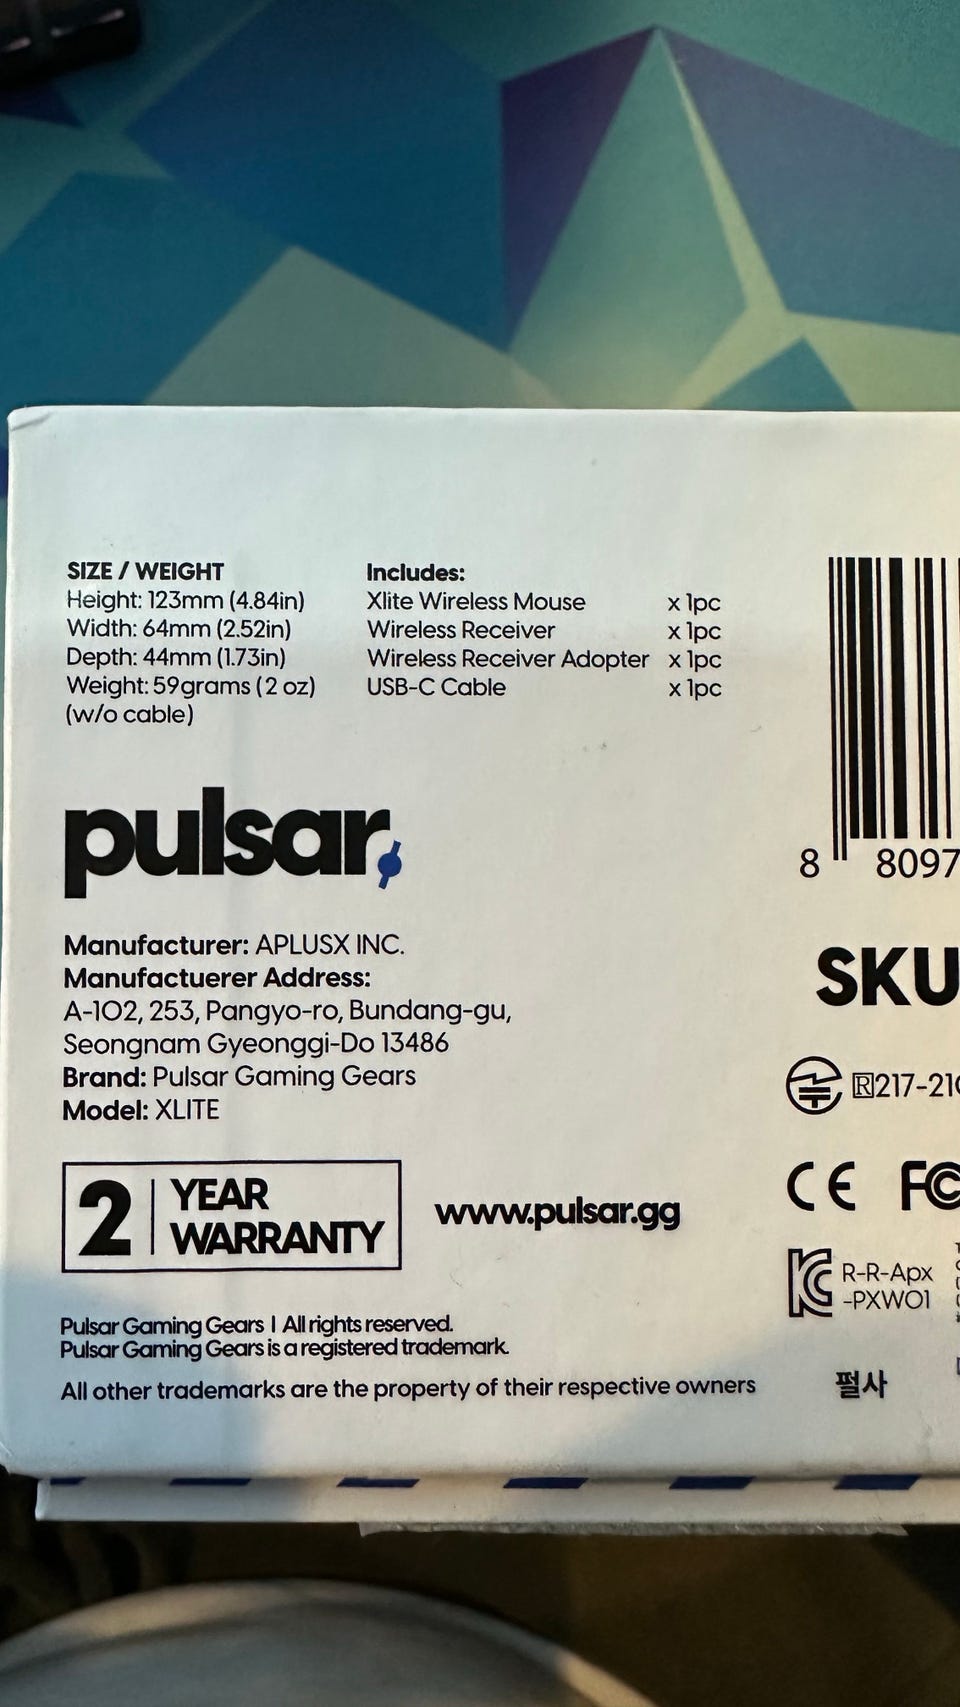 SIZE / WEIGHT
Height: 123mm (4.84in)
Width: 64mm (2.52in)
Depth: 44mm (1.73in)
Weight: 59grams (2 oz)
(w/o cable)
Includes:
Xlite Wireless Mouse x 1pc
Wireless Receiver x 1pc
Wireless Receiver Adopter x 1pc
USB-C Cable x 1pc
8 8097
pulsar
Manufacturer: APLUSX INC.
Manufactuerer Address:
A-102, 253, Pangyo-ro, Bundang-gu,
Seongnam Gyeonggi-Do 13486
Brand: Pulsar Gaming Gears
Model: XLITE
SKU
R 217-21
2 YEAR
WARRANTY
www.pulsar.gg
CE FC
KC R-R-Apx
-PXW01
Pulsar Gaming Gears | All rights reserved.
Pulsar Gaming Gears is a registered trademark.
All other trademarks are the property of their respective owners
펄사